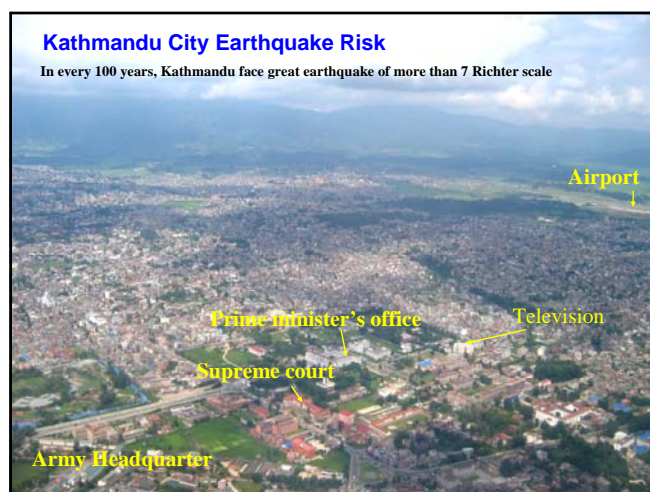 Kathmandu City Earthquake Risk
In every 100 years, Kathmandu face great earthquake of more than 7 Richter scale
Airport
Prime minister’s office
Television
Supreme court
Army Headquarter